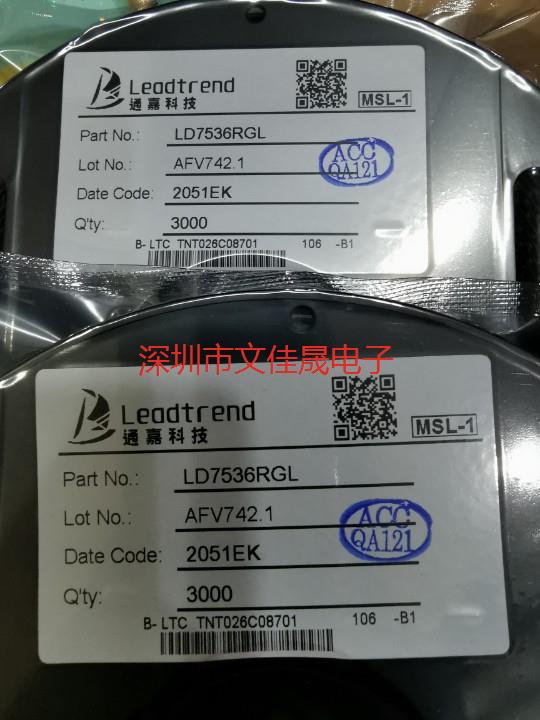 Leadtrend
通嘉科技
MSL-1
Part No.: LD7536RGL
Lot No.: AFV742.1
ACC
QA121
Date Code: 2051EK
Q'ty: 3000
B- LTC TNT026C08701 106 -B1
深圳市文佳晟电子
Leadtrend
通嘉科技
MSL-1
Part No.: LD7536RGL
Lot No.: AFV742.1
ACC
QA121
Date Code: 2051EK
Q'ty: 3000
B- LTC TNT026C08701 106 -B1